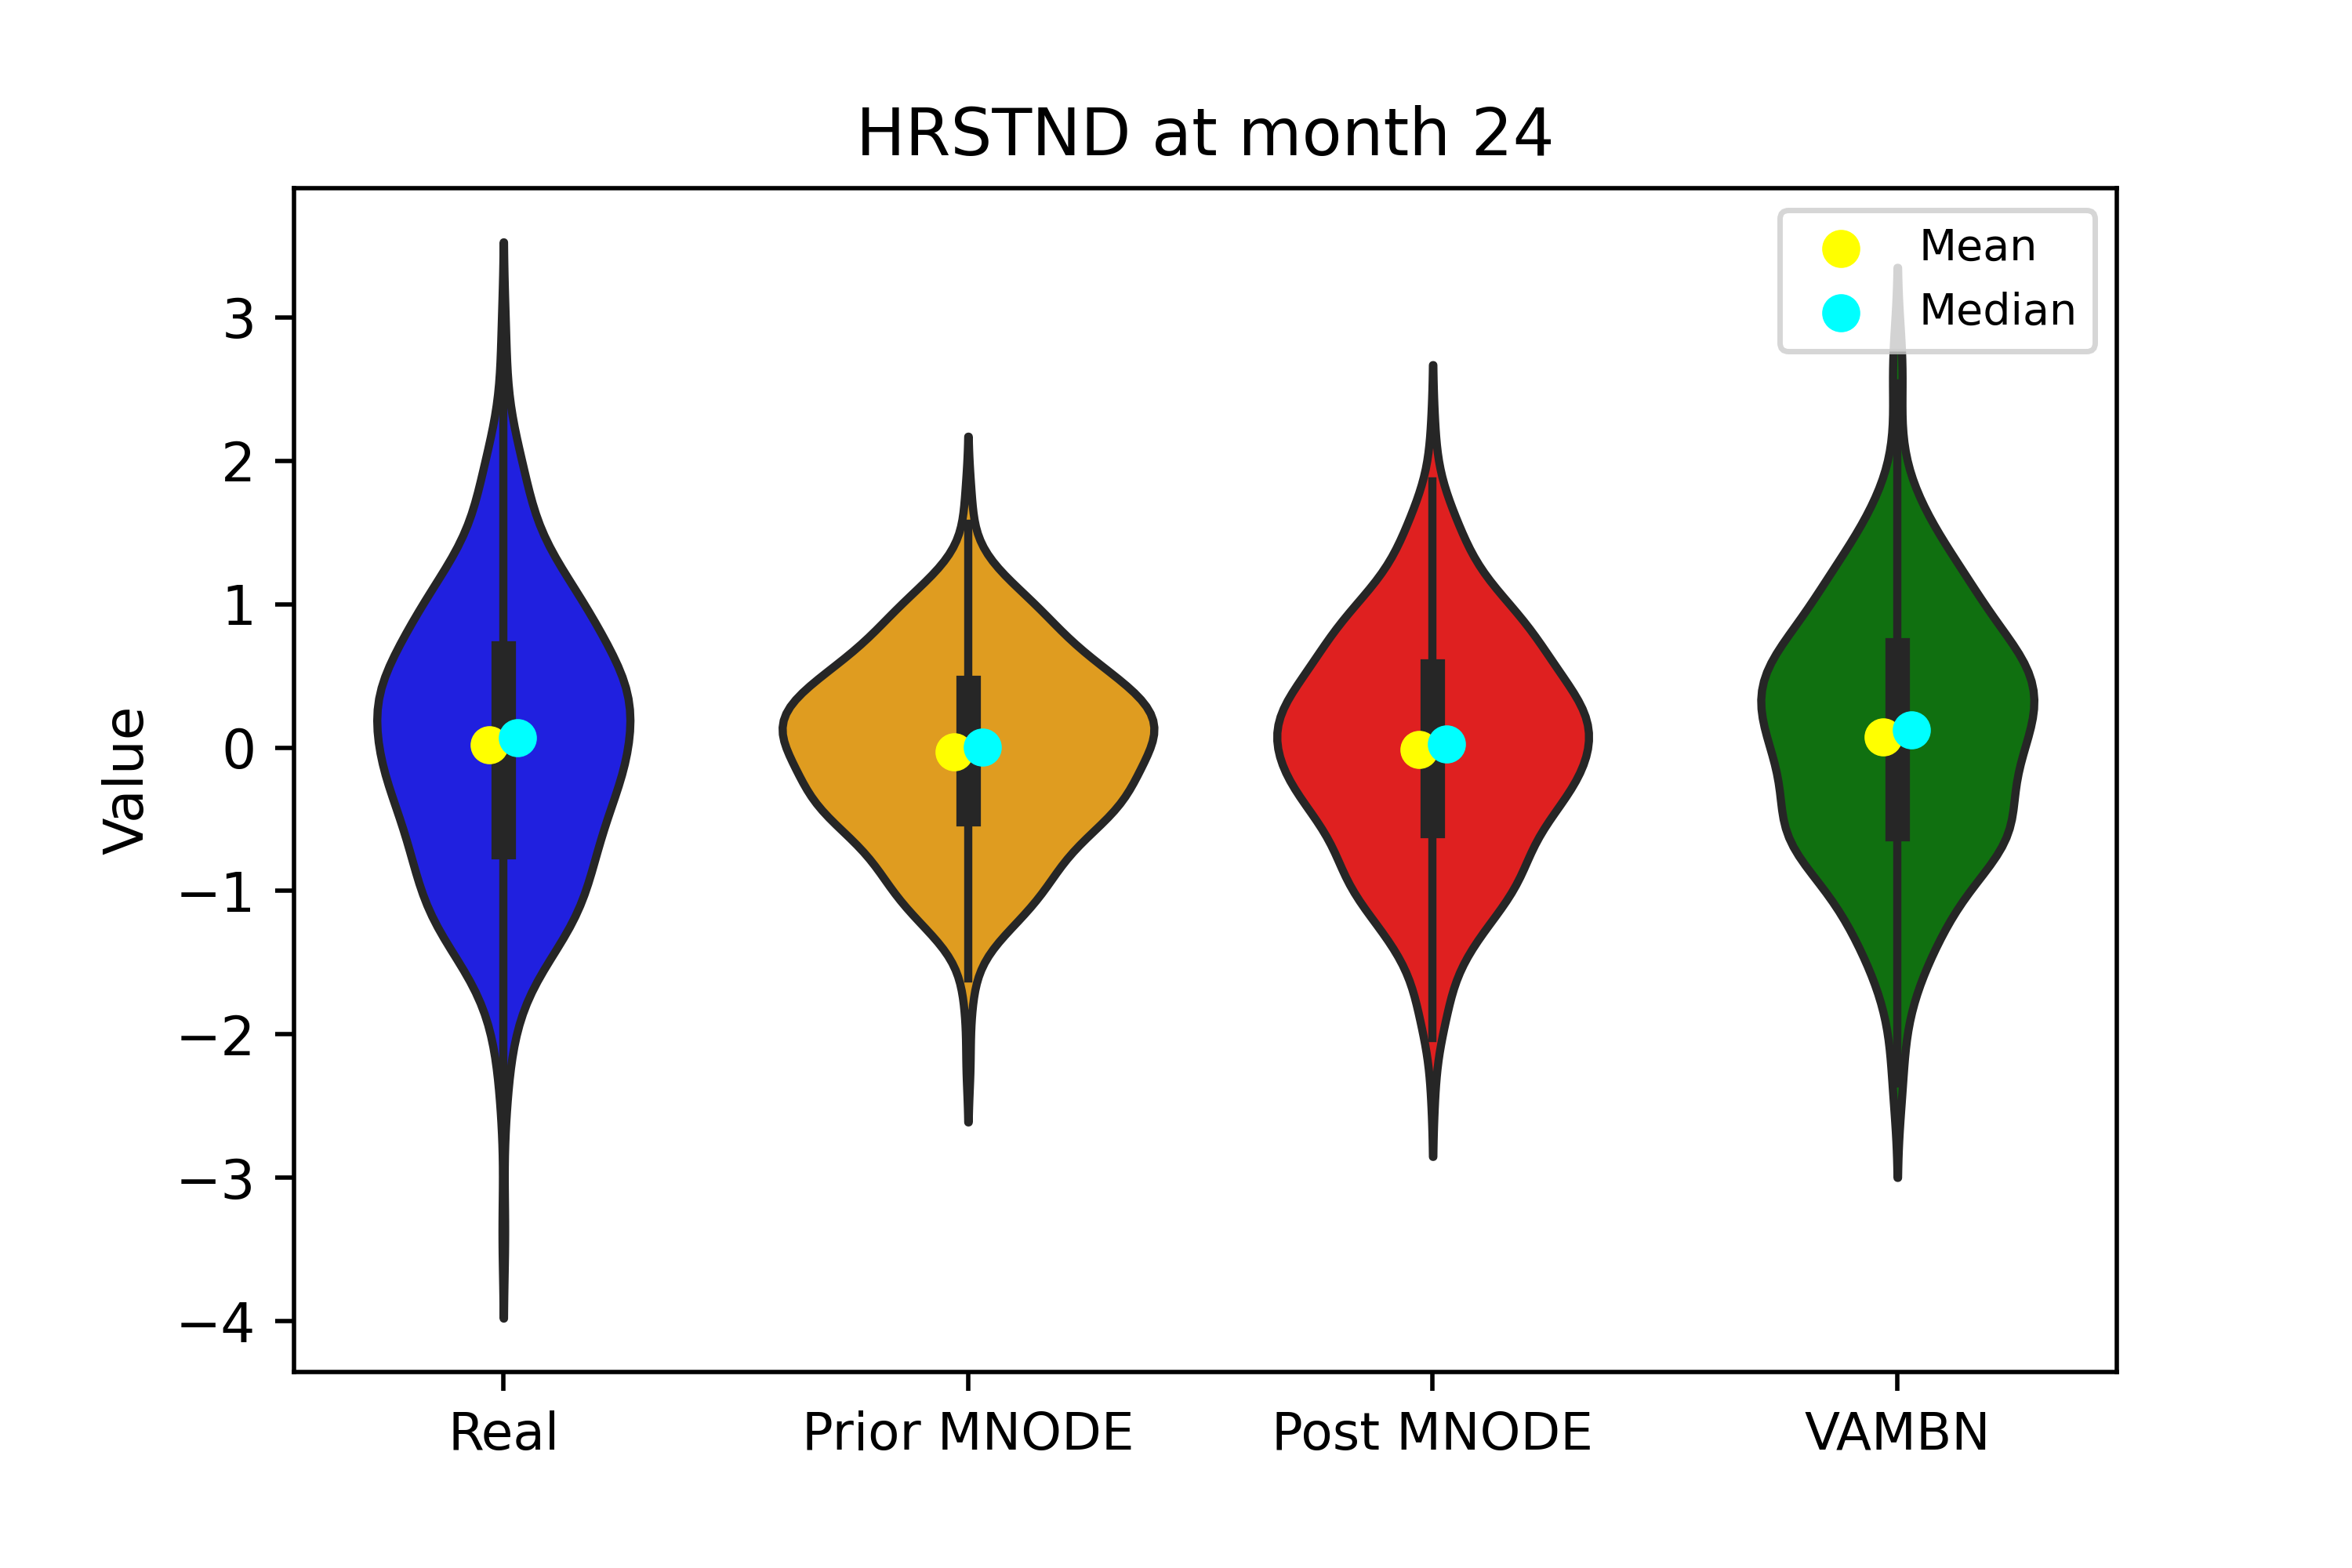 HRSTND at month 24
Mean
Median
Value
3
2
1
0
−1
−2
−3
−4
Real
Prior MNODE
Post MNODE
VAMBN